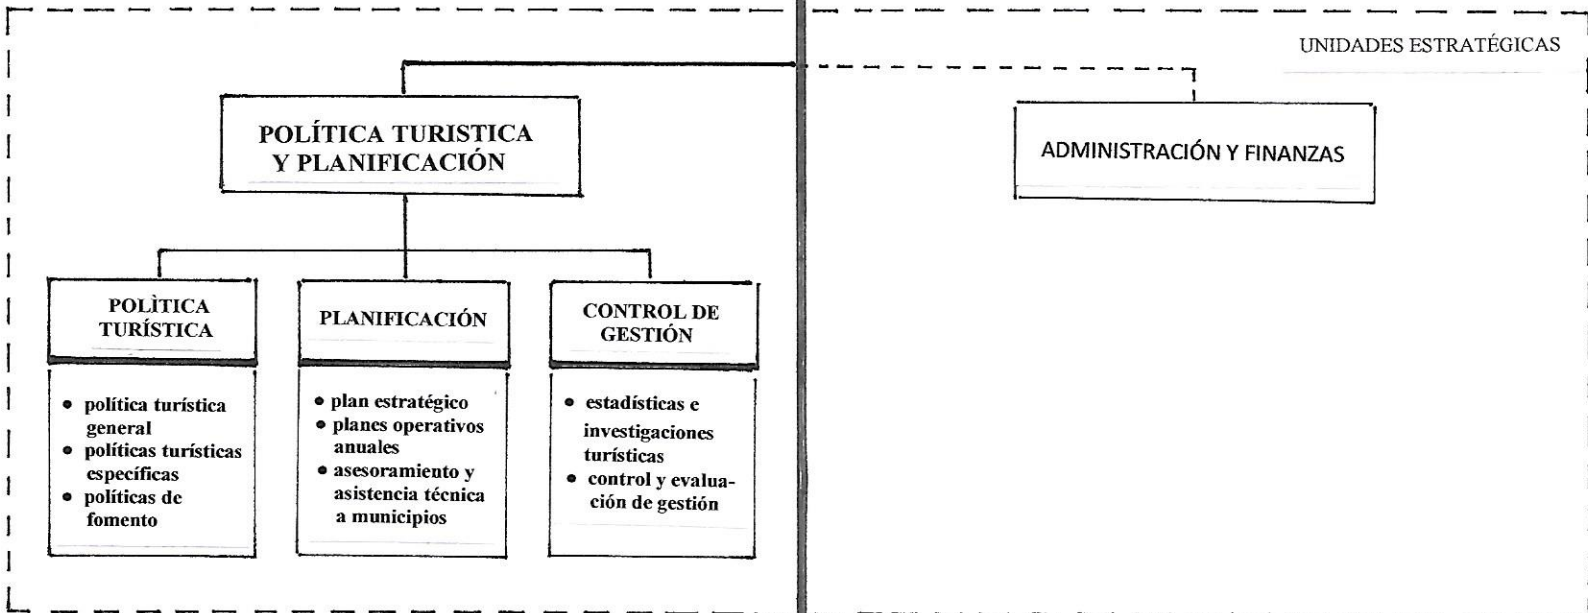 UNIDADES ESTRATÉGICAS
POLÍTICA TURISTICA
Y PLANIFICACIÓN
ADMINISTRACIÓN Y FINANZAS
POLÌTICA
TURÍSTICA
PLANIFICACIÓN
CONTROL DE
GESTIÓN
• política turística
general
• políticas turísticas
específicas
• políticas de
fomento
• plan estratégico
• planes operativos
anuales
• asesoramiento y
asistencia técnica
a municipios
• estadísticas e
investigaciones
turísticas
• control y evalua-
ción de gestión